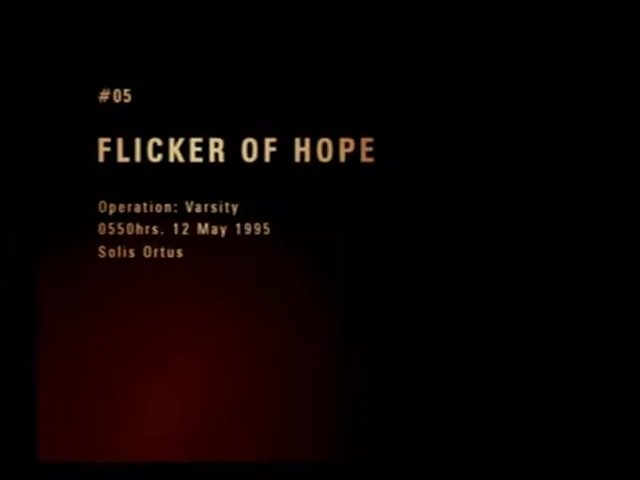 #05
FLICKER OF HOPE
Operation: Varsity
0550hrs. 12 May 1995
Solis Ortus